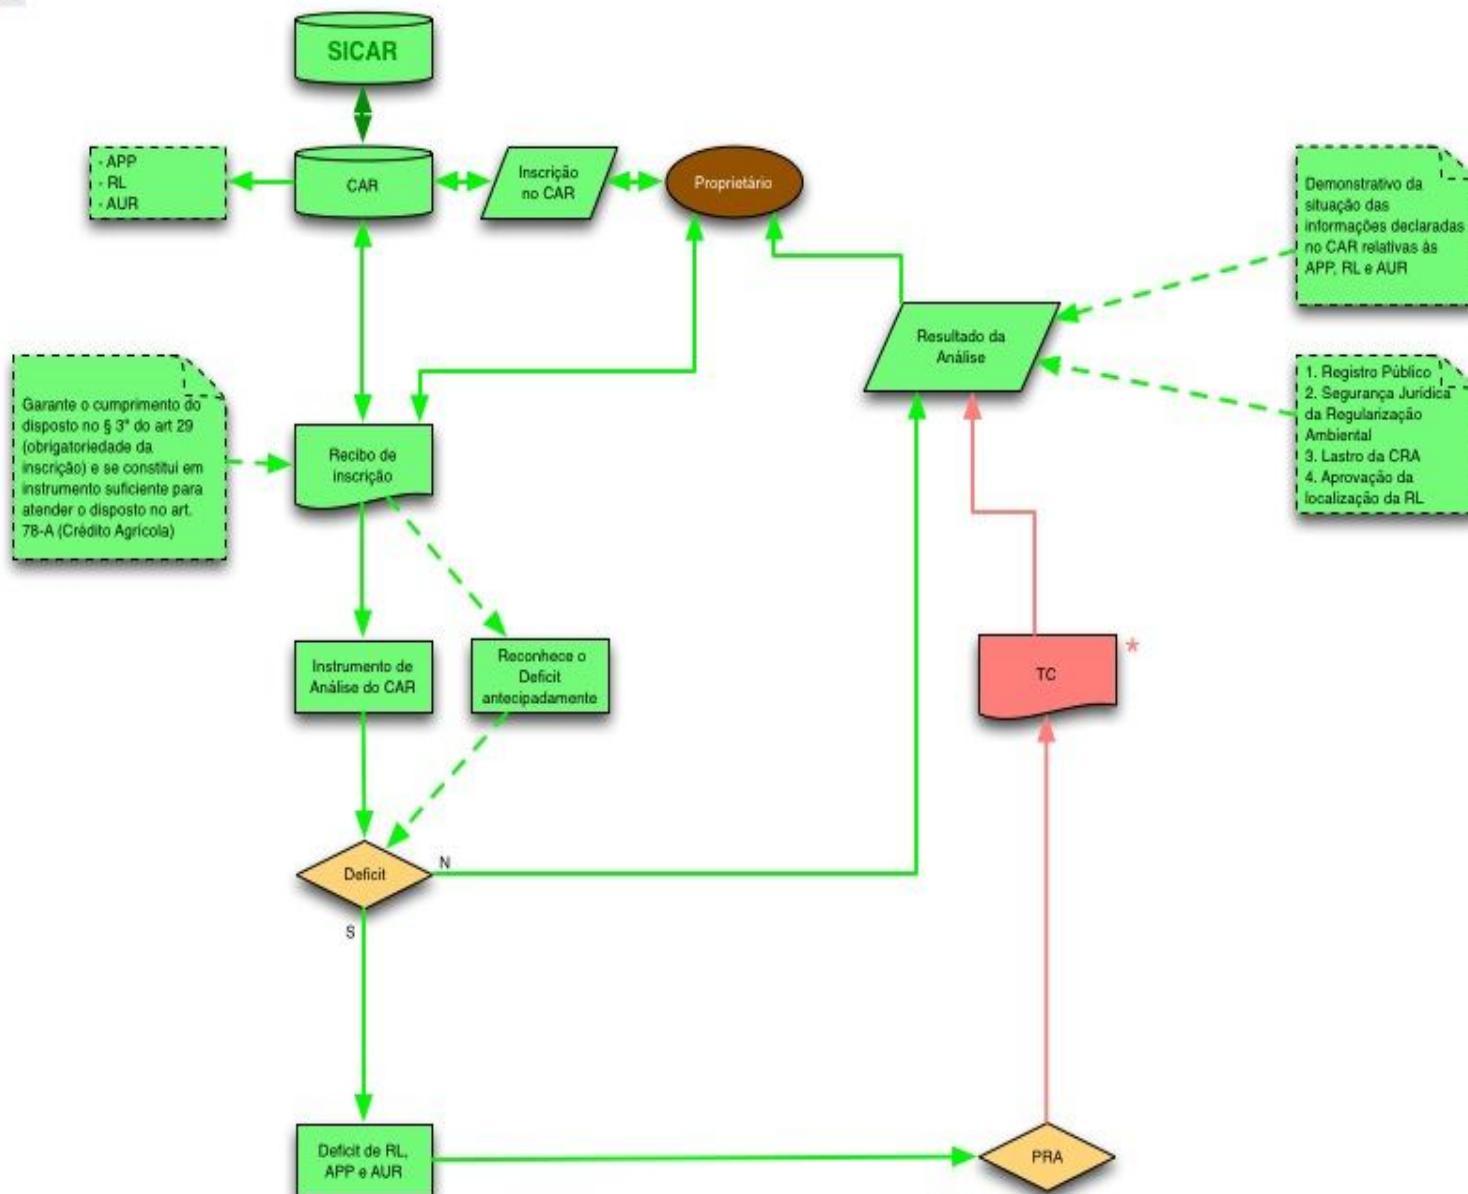 SICAR
- APP
- RL
- AUR
CAR
Inscrição
no CAR
Proprietário
Demonstrativo da
situação das
informações declaradas
no CAR relativas às
APP, RL e AUR
Resultado da
Análise
1. Registro Público
2. Segurança Jurídica
da Regularização
Ambiental
3. Lastro da CRA
4. Aprovação da
localização da RL
Garante o cumprimento do
disposto no § 3° do art 29
(obrigatoriedade da
inscrição) e se constitui em
instrumento suficiente para
atender o disposto no art.
78-A (Crédito Agrícola)
Recibo de
inscrição
Instrumento de
Análise do CAR
Reconhece o
Deficit
antecipadamente
TC
*
Deficit
N
S
Deficit de RL,
APP e AUR
PRA